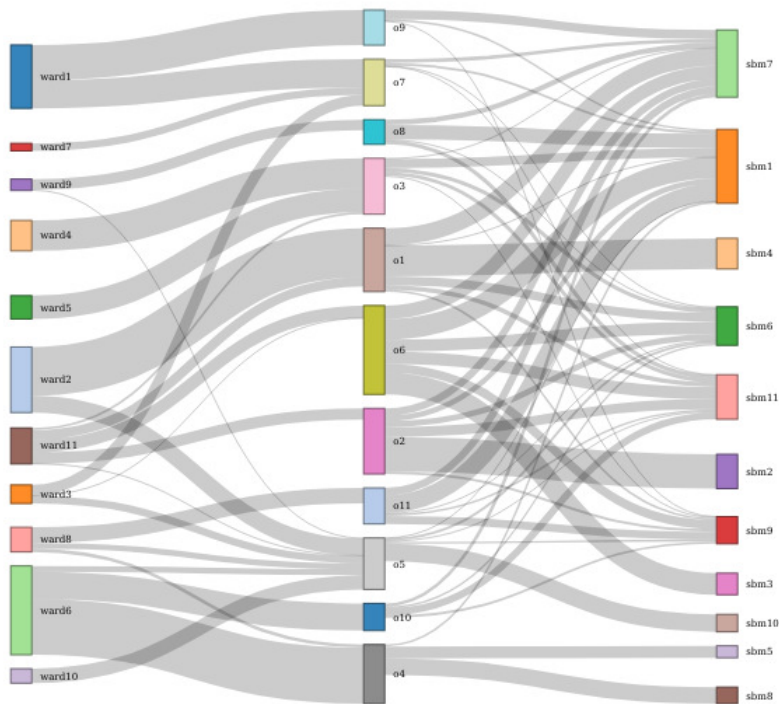 ward1
ward7
ward9
ward4
ward5
ward2
ward11
ward3
ward8
ward6
ward10
o9
o7
o8
o3
o1
o6
o2
o11
o5
o10
o4
sbm7
sbm1
sbm4
sbm6
sbm11
sbm2
sbm9
sbm3
sbm10
sbm5
sbm8